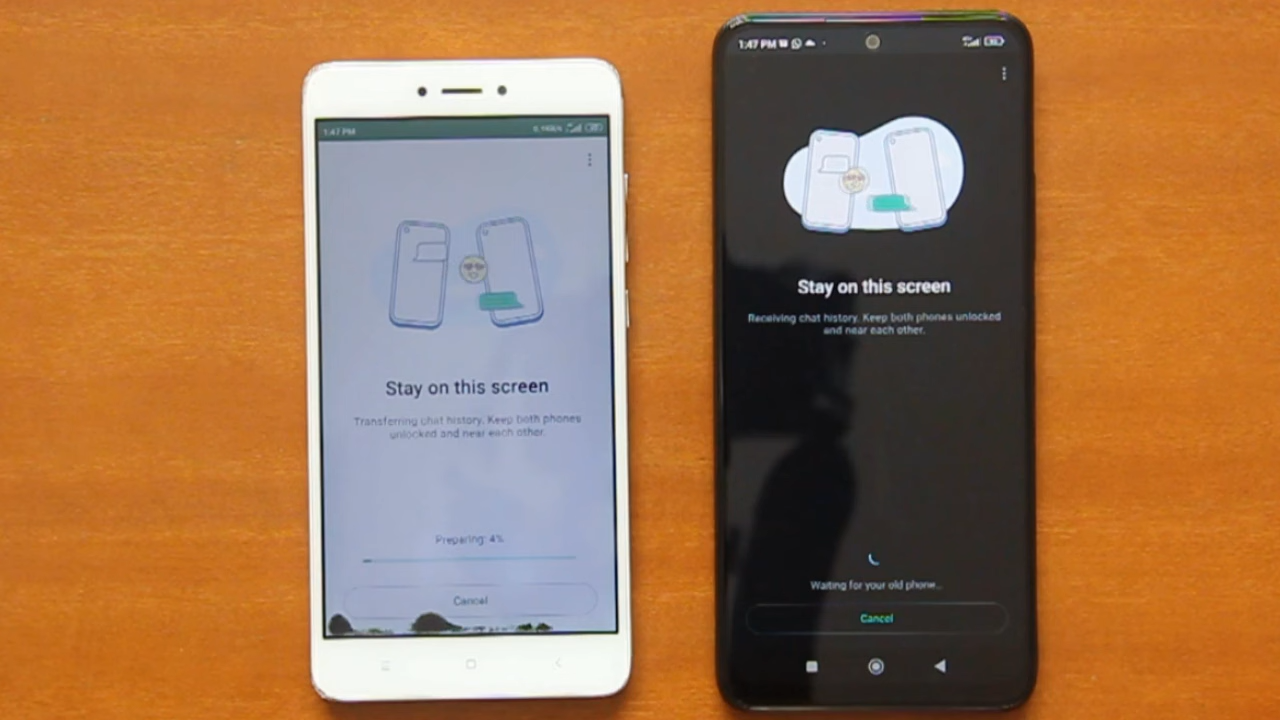 1:47 PM
Stay on this screen
Transferring chat history. Keep both phones
unlocked and near each other.
Preparing: 4%
Cancel
1:47 PM
Stay on this screen
Receiving chat history. Keep both phones unlocked
and near each other.
Waiting for your old phone...
Cancel